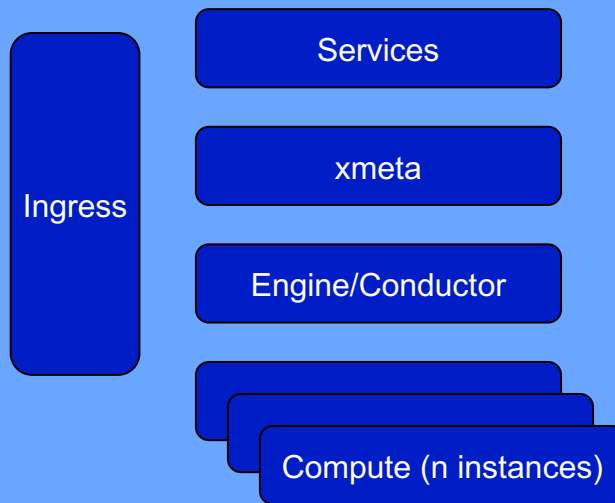 Services
Ingress
xmeta
Engine/Conductor
Compute (n instances)